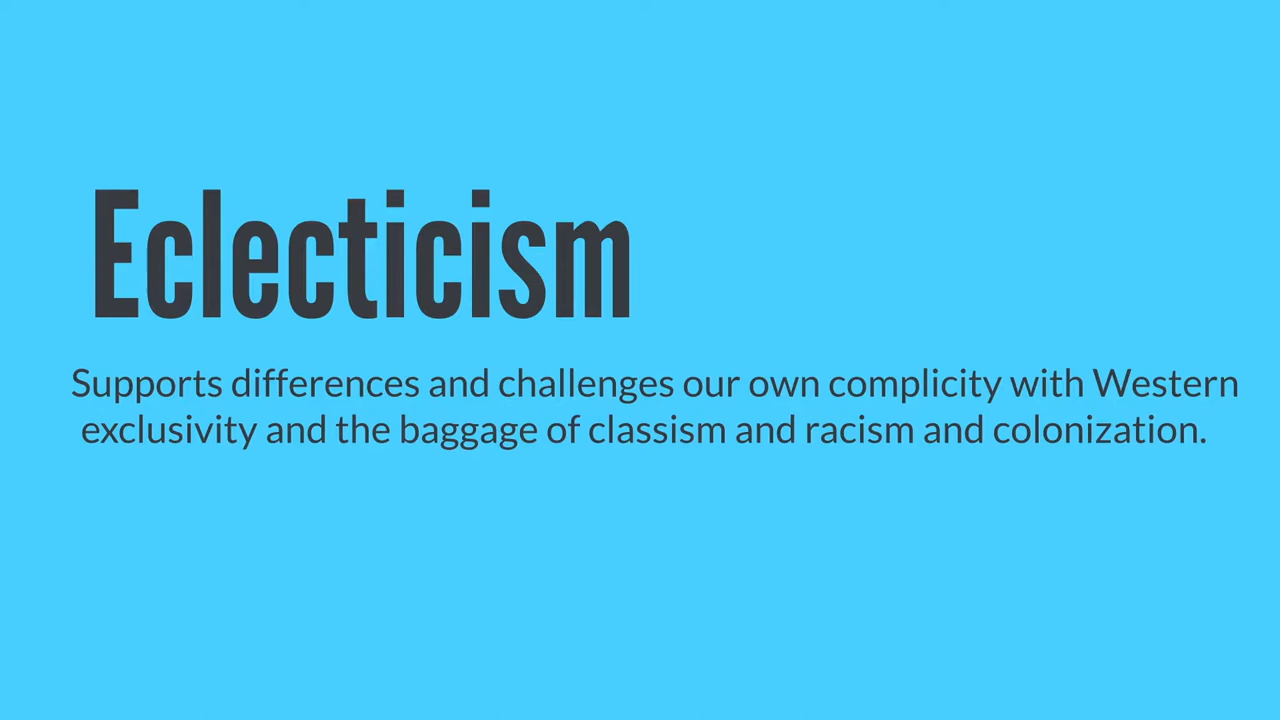 Eclecticism
Supports differences and challenges our own complicity with Western
exclusivity and the baggage of classism and racism and colonization.